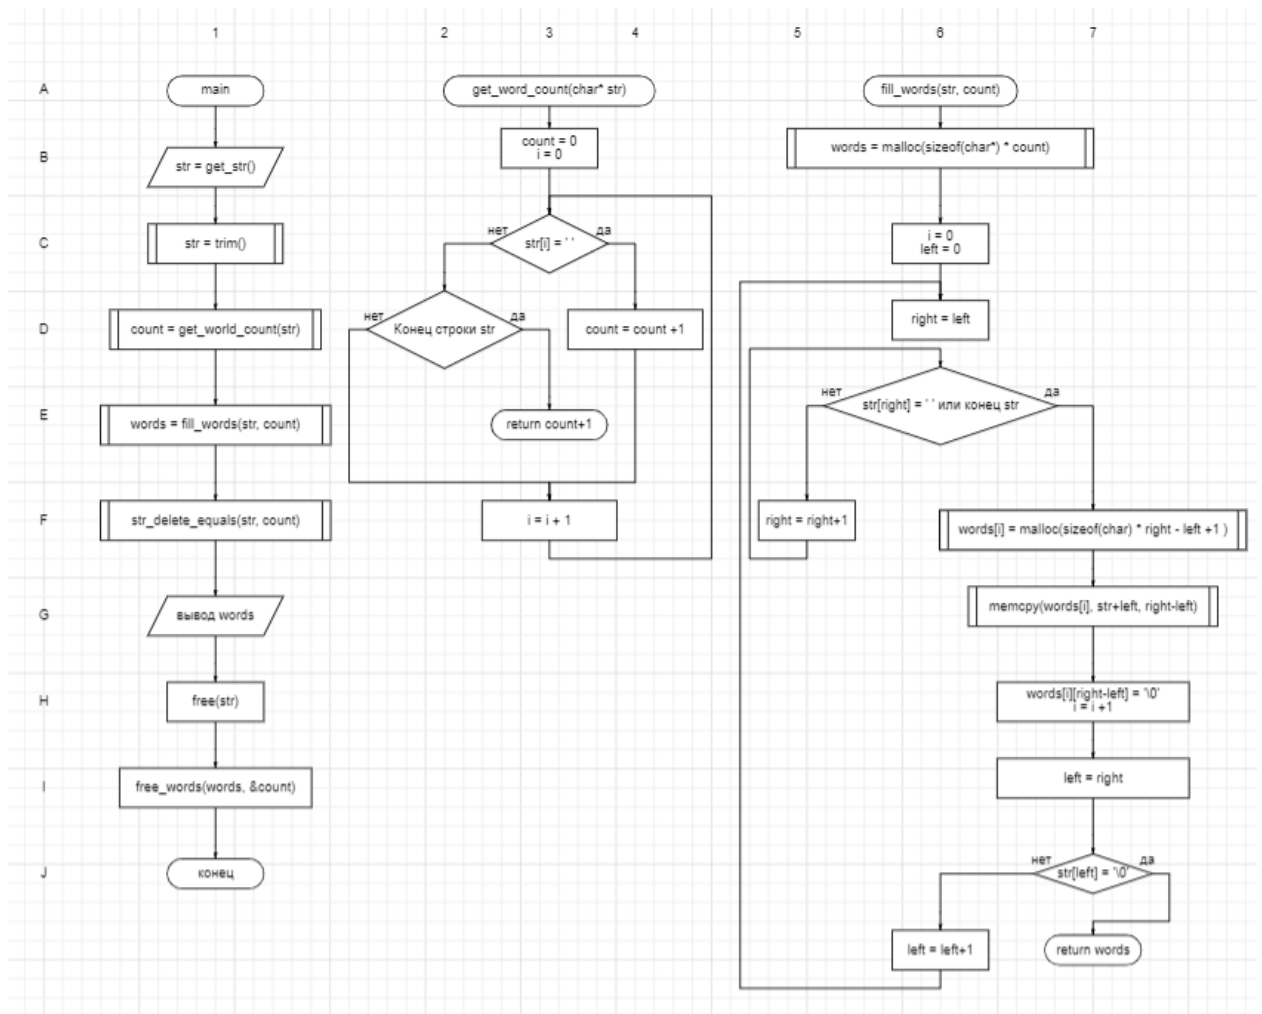 1
2
3
4
5
6
7
A
main
get_word_count(char* str)
fill_words(str, count)
B
str = get_str()
count = 0
i = 0
words = malloc(sizeof(char*) * count)
C
str = trim()
нет
str[i] = ' '
да
i = 0
left = 0
D
count = get_world_count(str)
нет
Конец строки str
да
count = count +1
right = left
E
words = fill_words(str, count)
return count+1
нет
str[right] = ' ' или конец str
да
F
str_delete_equals(str, count)
i = i + 1
right = right+1
words[i] = malloc(sizeof(char) * right - left +1 )
G
вывод words
memcpy(words[i], str+left, right-left)
H
free(str)
words[i][right-left] = '\0'
i = i +1
I
free_words(words, &count)
left = right
J
конец
нет
str[left] = '\0'
да
left = left+1
return words